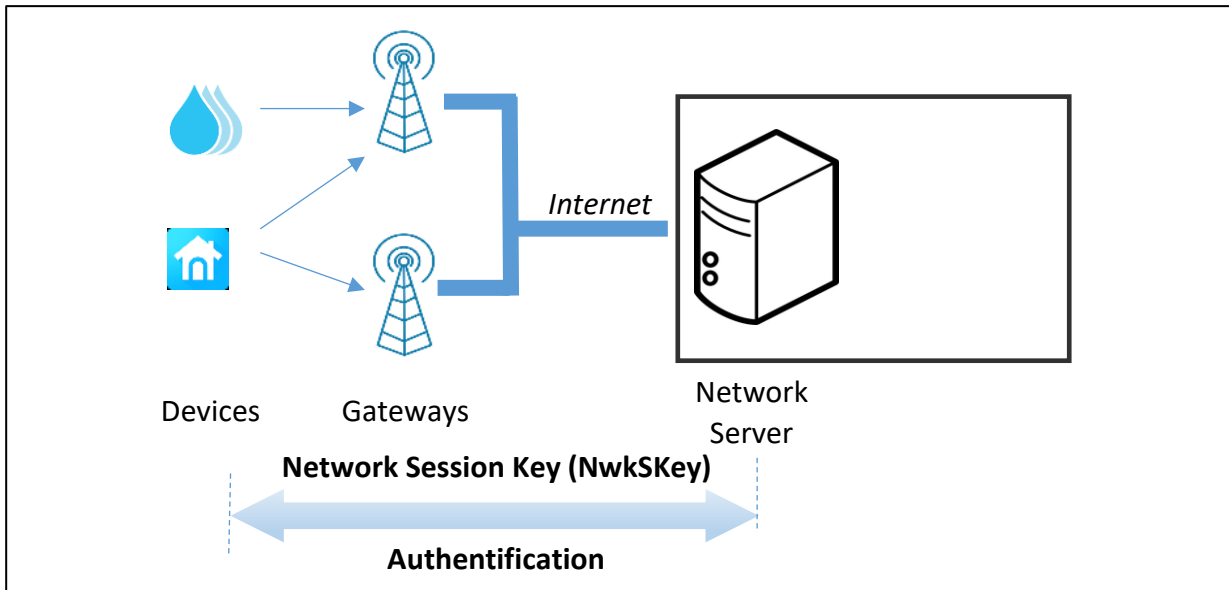 Internet
Devices
Gateways
Network
Server
Network Session Key (NwkSKey)
Authentification